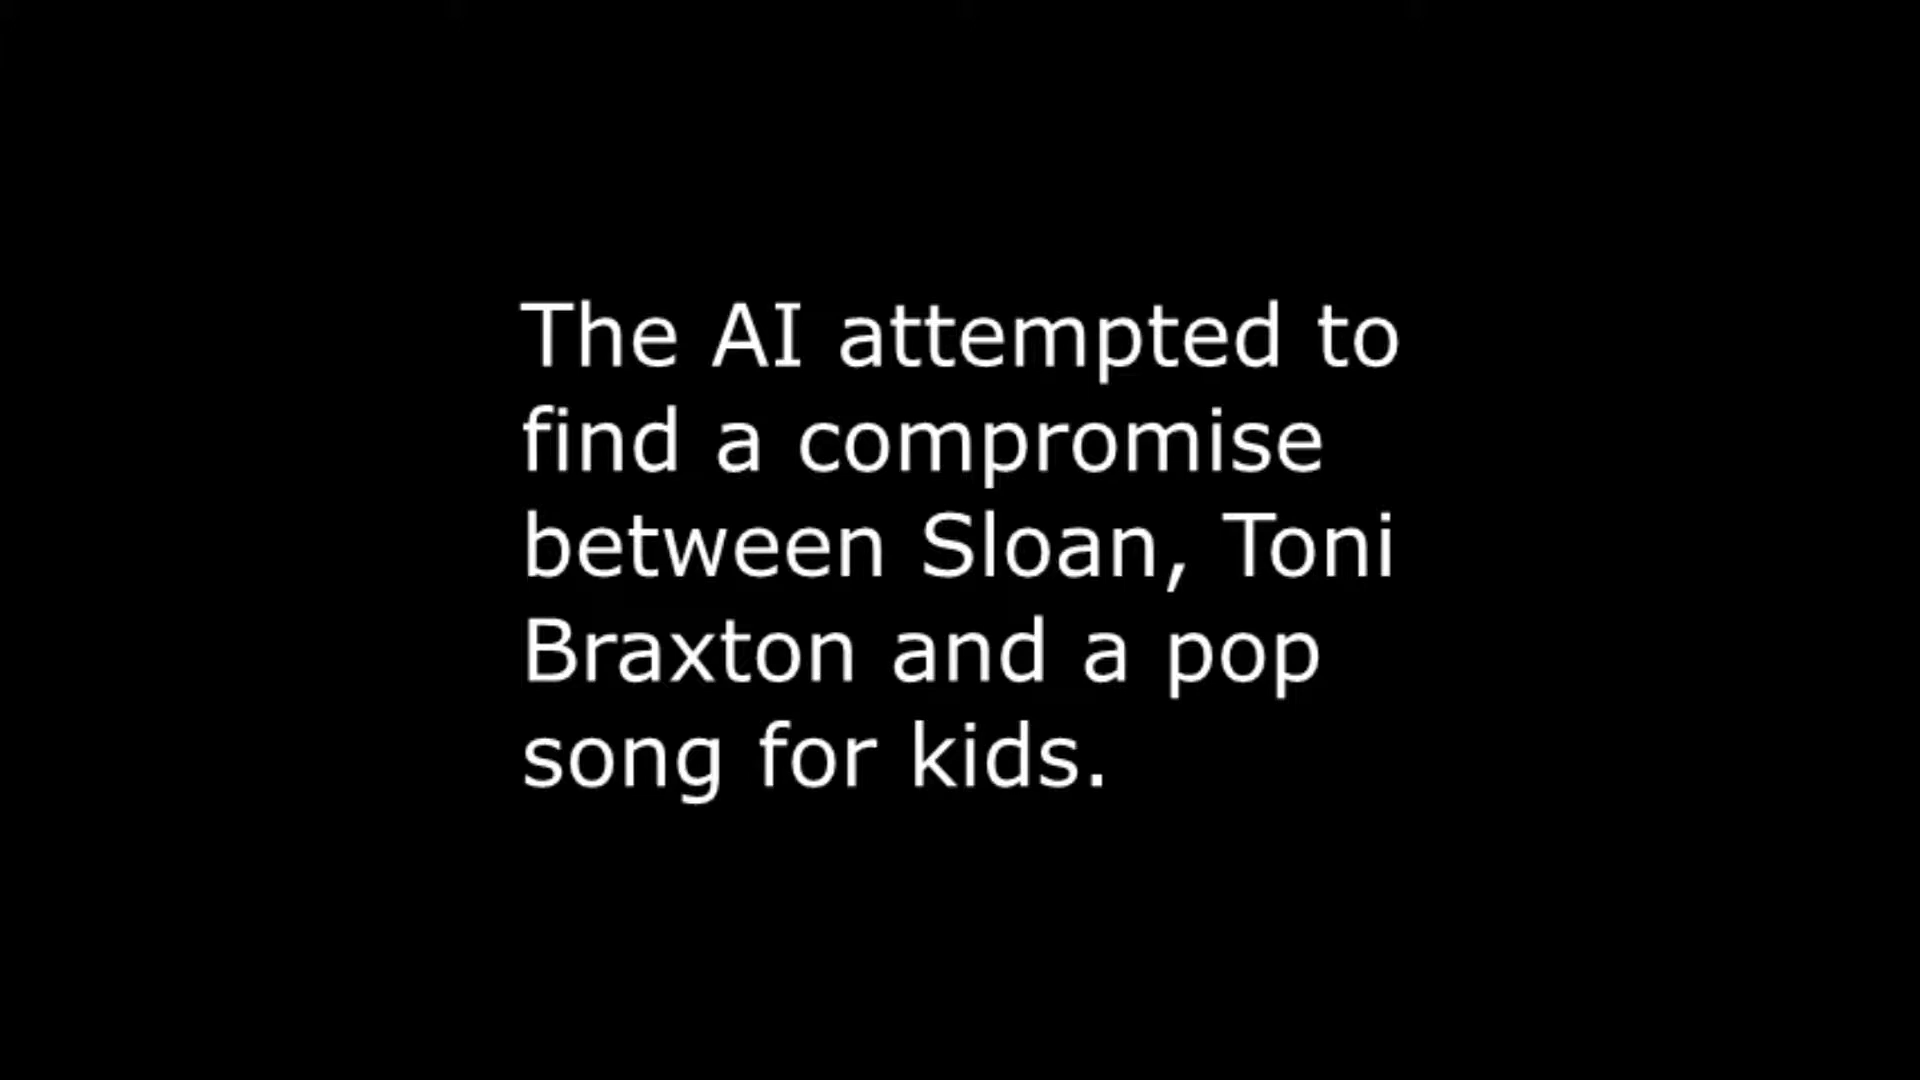 The AI attempted to
find a compromise
between Sloan, Toni
Braxton and a pop
song for kids.